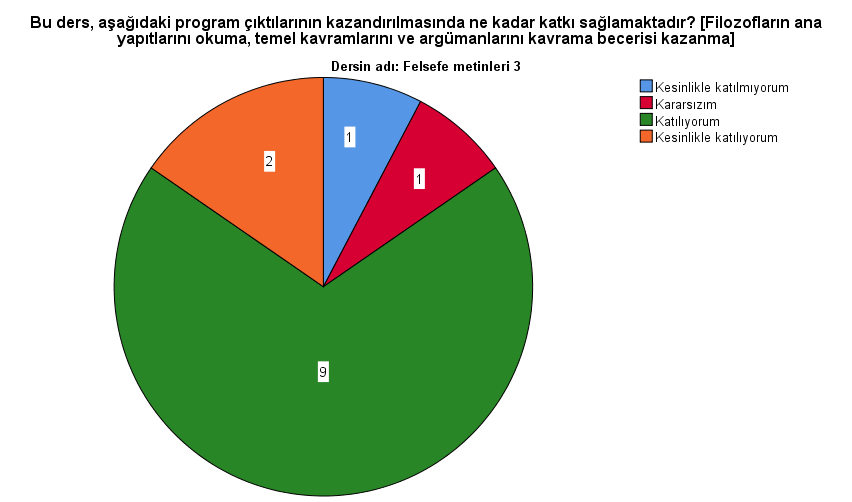 Bu ders, aşağıdaki program çıktılarının kazandırılmasında ne kadar katkı sağlamaktadır? [Filozofların ana
yapıtlarını okuma, temel kavramlarını ve argümanlarını kavrama becerisi kazanma]
Dersin adı: Felsefe metinleri 3
Kesinlikle katılmıyorum
Kararsızım
Katılıyorum
Kesinlikle katılıyorum
1
2
1
9